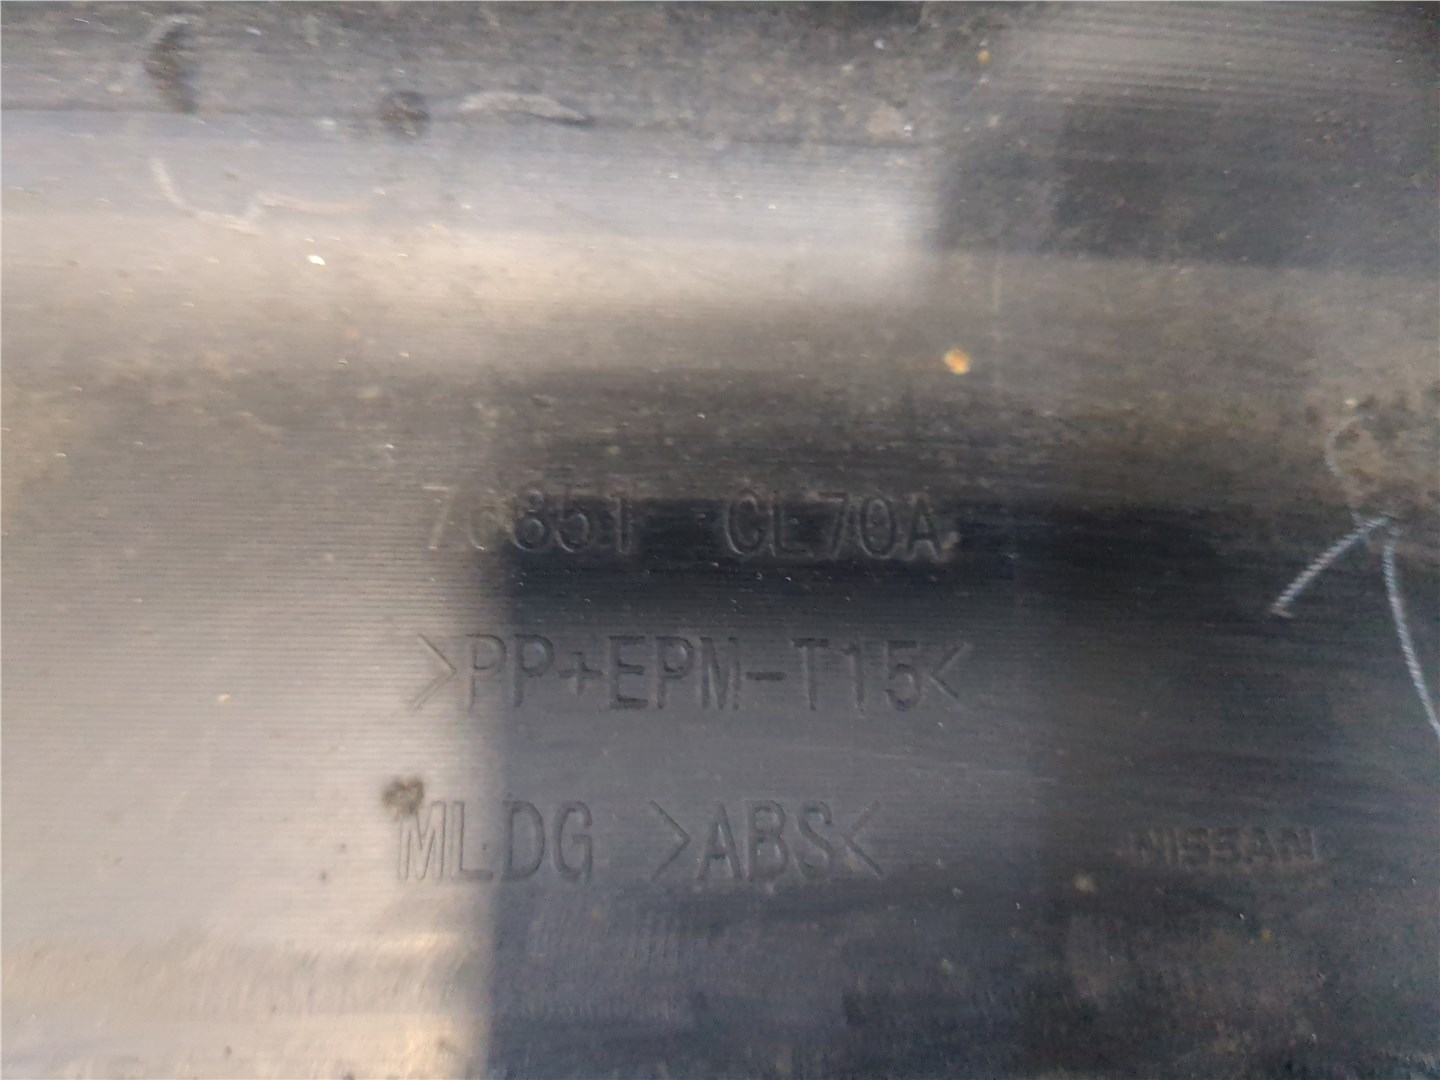 76851 CL70A
>PP+EPM-T15<
MLDG >ABS<
NISSAN